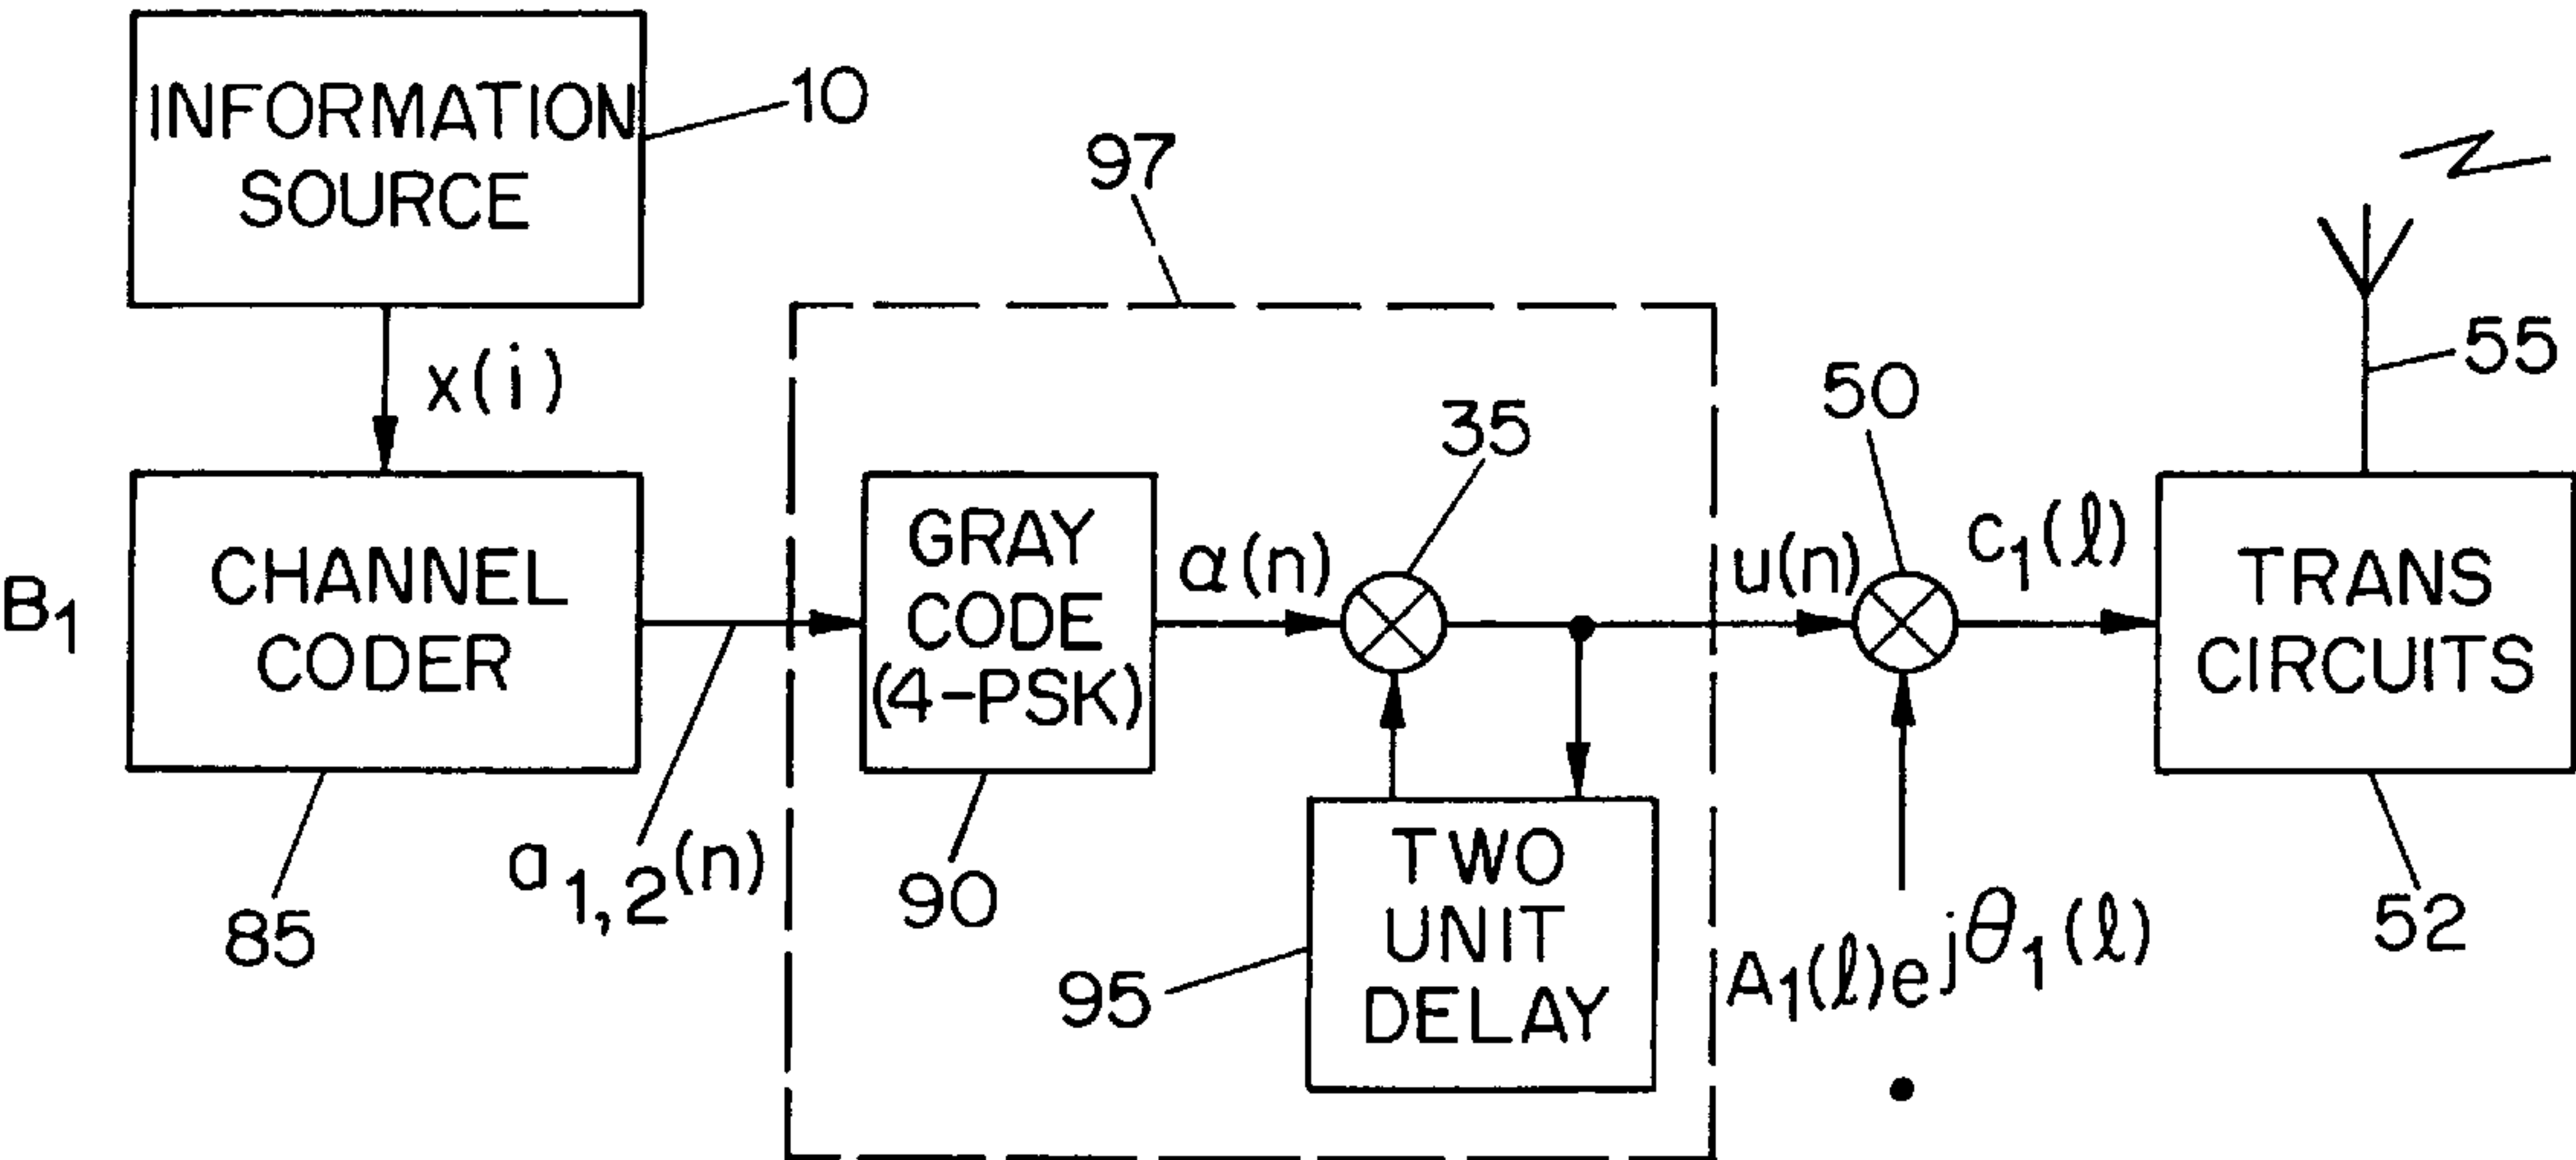 INFORMATION
SOURCE
10
x(i)
B1
CHANNEL
CODER
85
a1,2(n)
97
GRAY
CODE
(4-PSK)
90
α(n)
35
TWO
UNIT
DELAY
95
u(n)
50
A1(ℓ)e jθ1(ℓ)
c1(ℓ)
TRANS
CIRCUITS
52
55